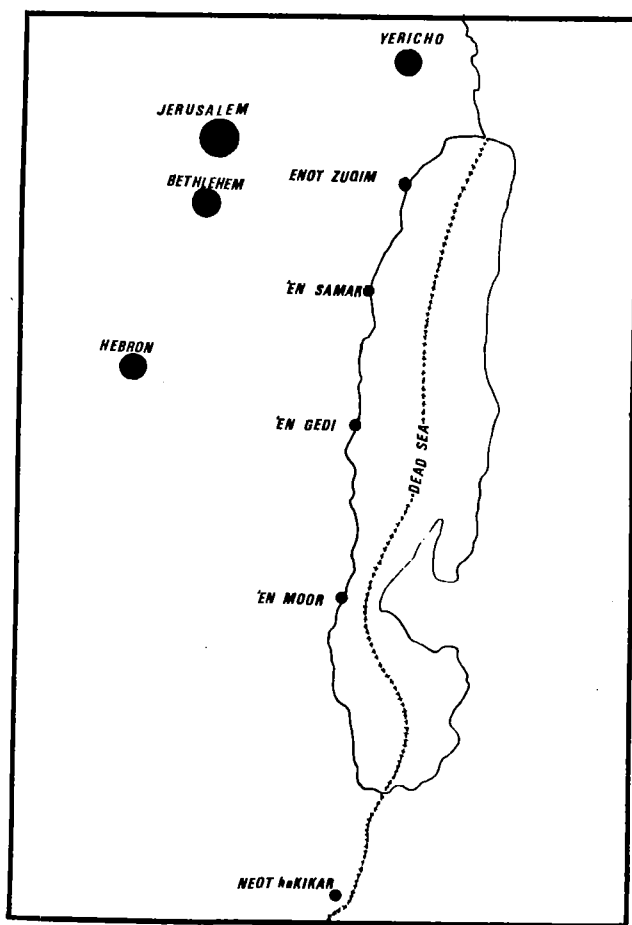 YERICHO
JERUSALEM
BETHLEHEM
ENOT ZUQIM
'EN SAMAR
HEBRON
'EN GEDI
DEAD SEA
'EN MOOR
NEOT haKIKAR